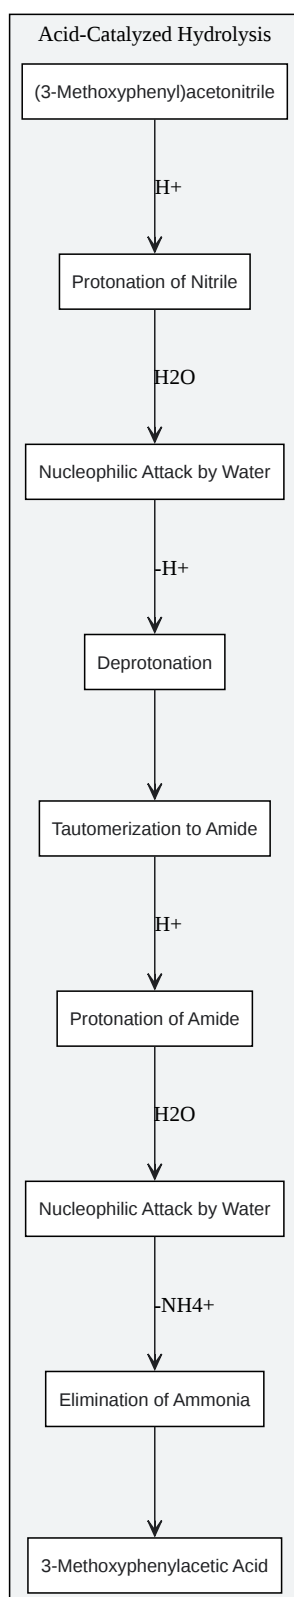 Acid-Catalyzed Hydrolysis
(3-Methoxyphenyl)acetonitrile
H+
Protonation of Nitrile
H2O
Nucleophilic Attack by Water
-H+
Deprotonation
Tautomerization to Amide
H+
Protonation of Amide
H2O
Nucleophilic Attack by Water
-NH4+
Elimination of Ammonia
3-Methoxyphenylacetic Acid